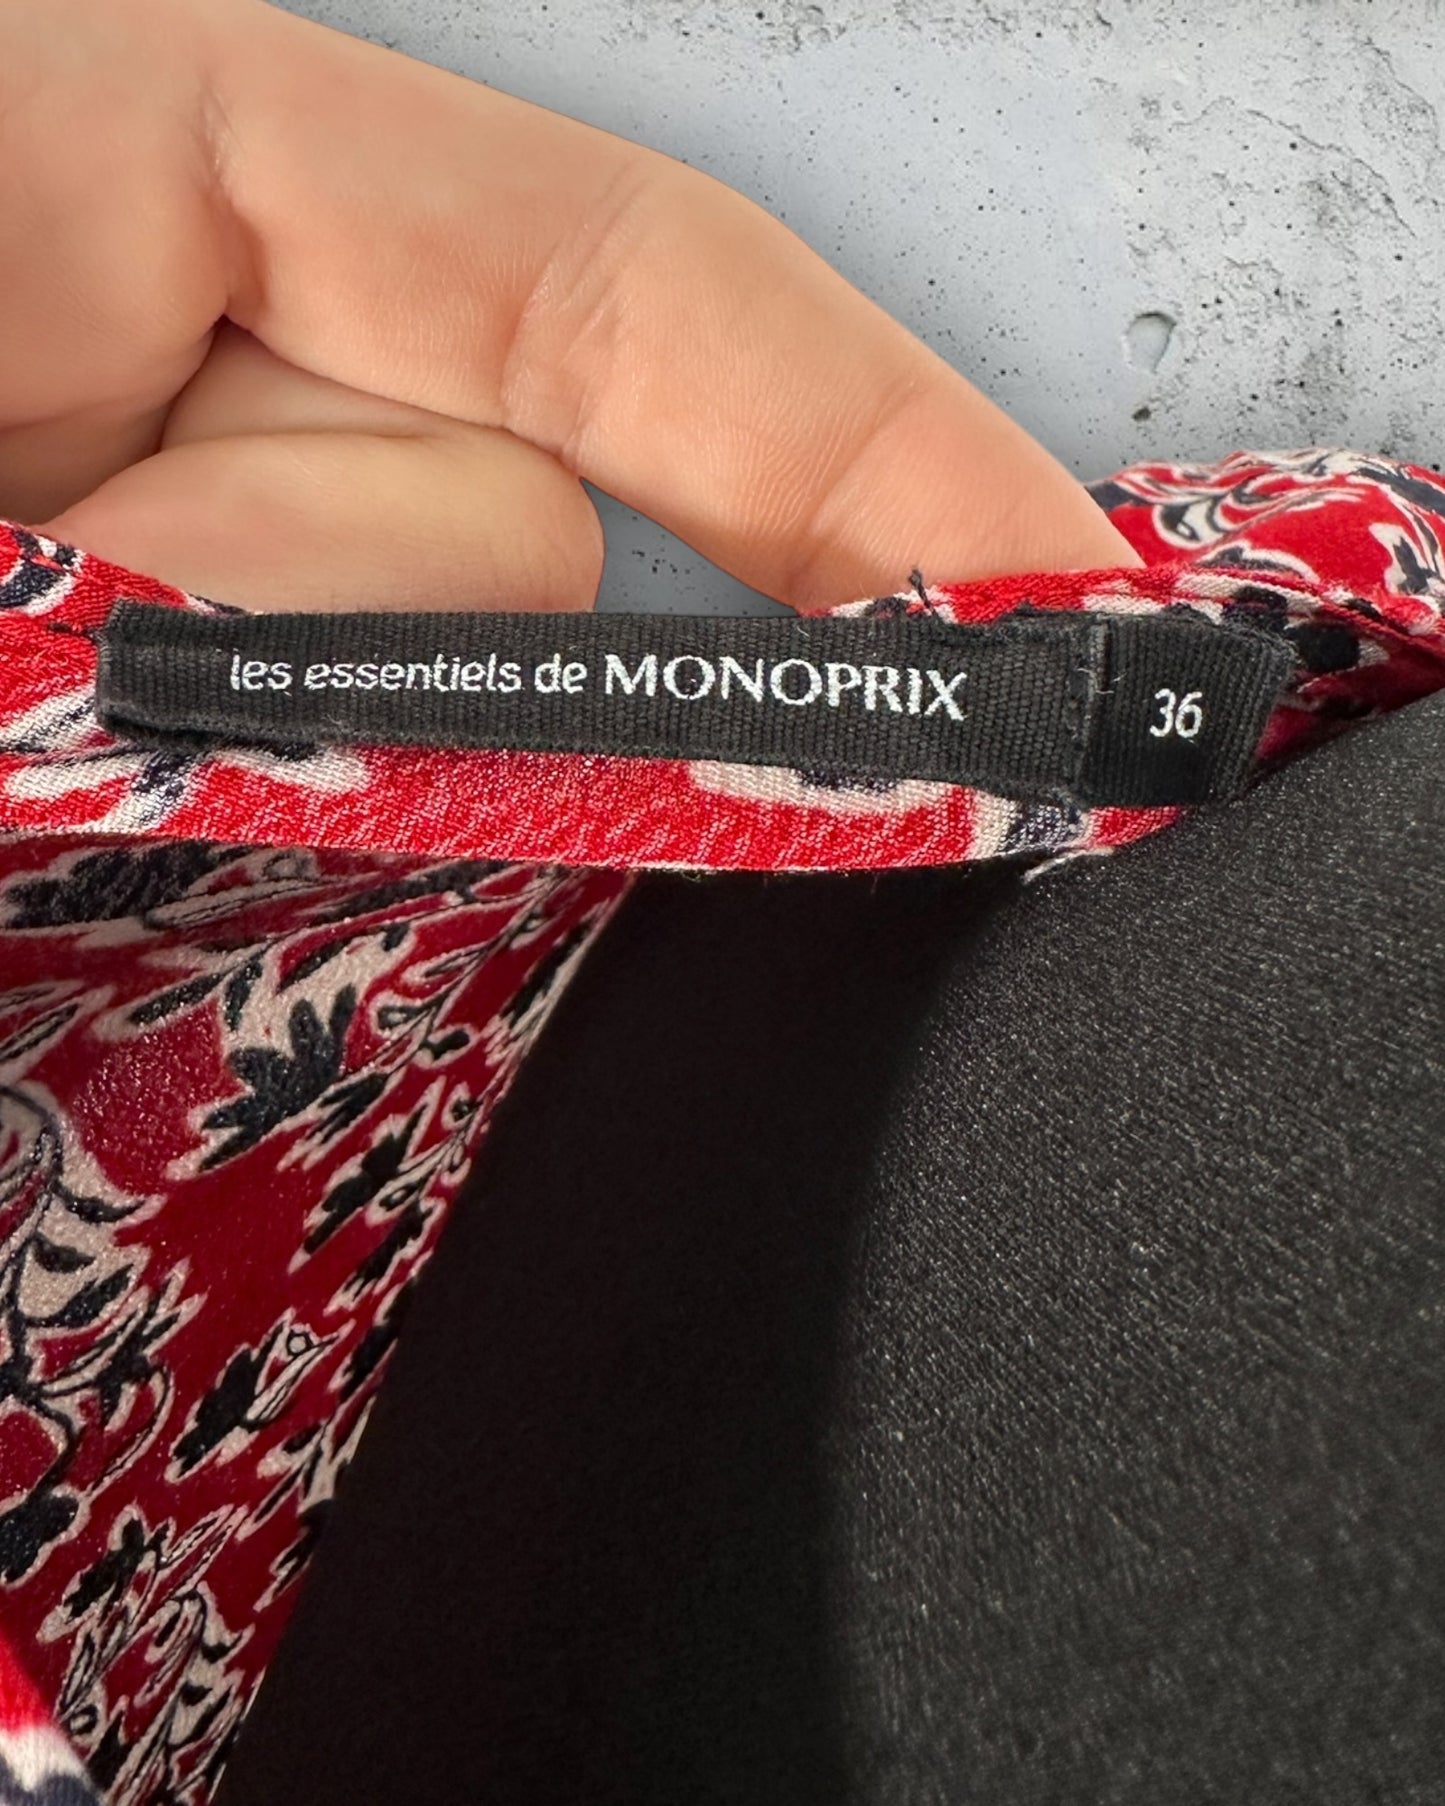 les essentiels de MONOPRIX
36